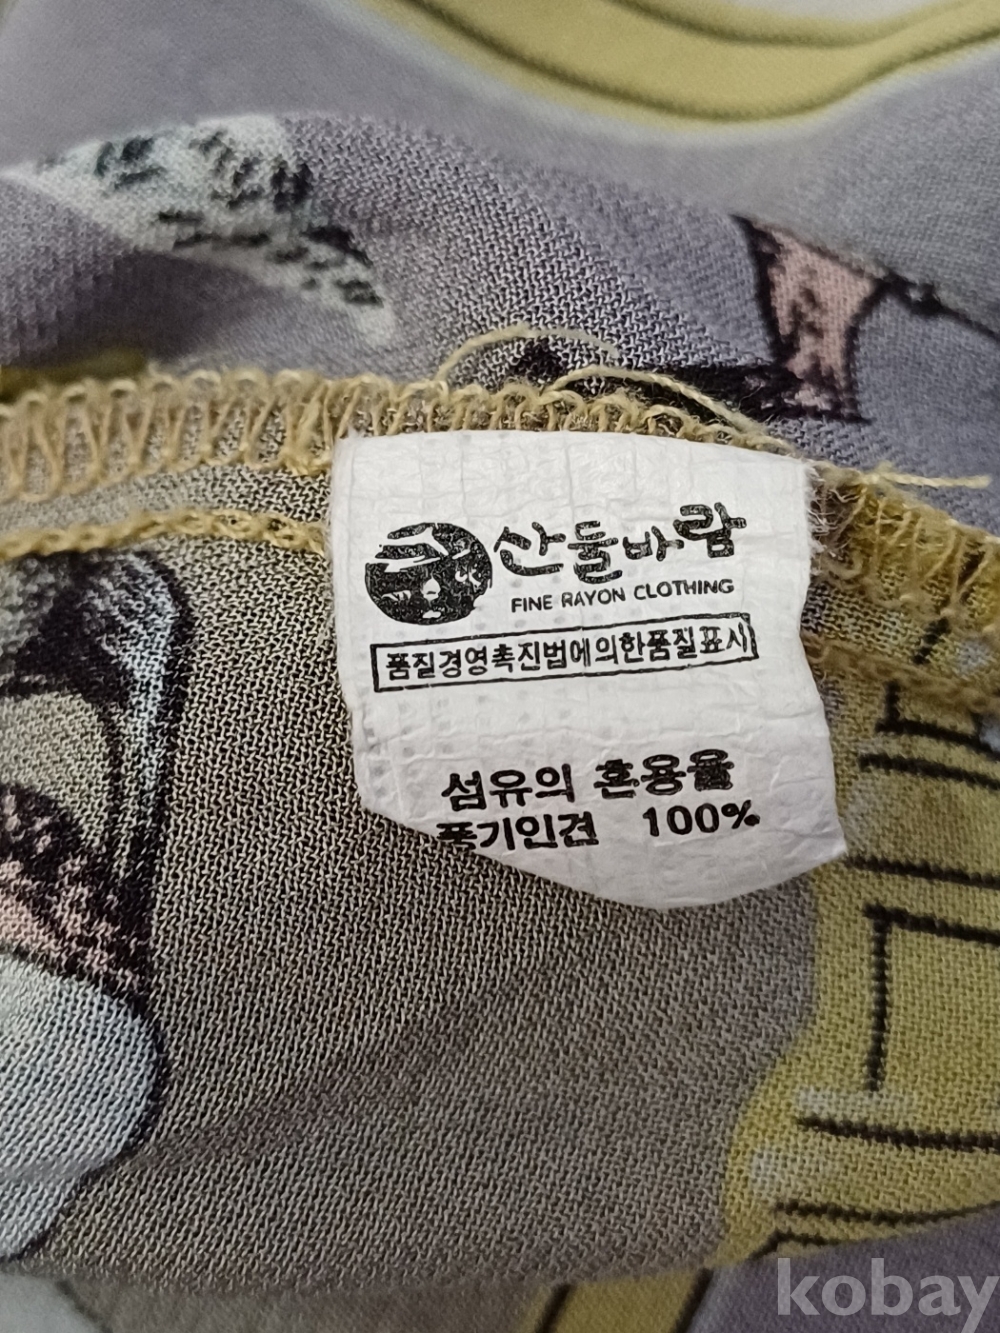 산들바람
FINE RAYON CLOTHING
품질경영촉진법에의한품질표시
섬유의 혼용율
풍기인견 100%
kobay